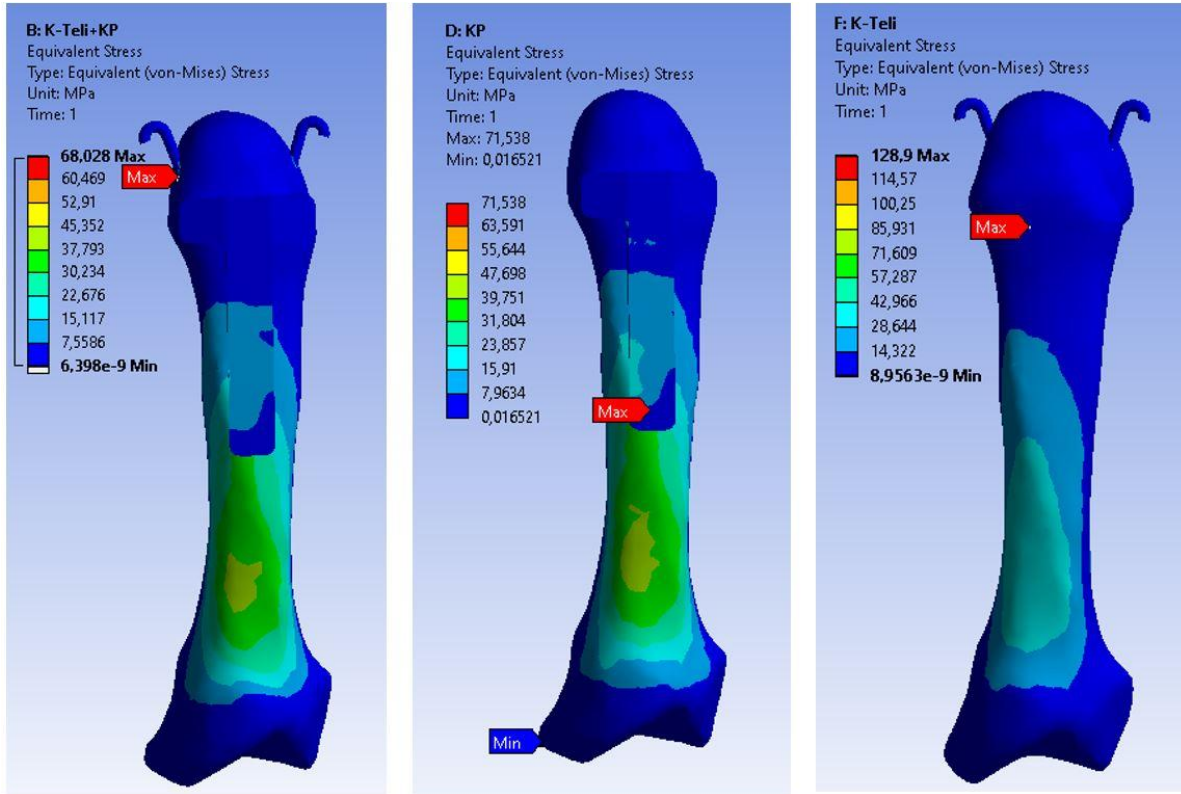 B: K-Teli+KP
Equivalent Stress
Type: Equivalent (von-Mises) Stress
Unit: MPa
Time: 1
68,028 Max
60,469
52,91
45,352
37,793
30,234
22,676
15,117
7,5586
6,398e-9 Min
Max
D: KP
Equivalent Stress
Type: Equivalent (von-Mises) Stress
Unit: MPa
Time: 1
Max: 71,538
Min: 0,016521
71,538
63,591
55,644
47,698
39,751
31,804
23,857
15,91
7,9634
0,016521
Max
Min
F: K-Teli
Equivalent Stress
Type: Equivalent (von-Mises) Stress
Unit: MPa
Time: 1
128,9 Max
114,57
100,25
85,931
71,609
57,287
42,966
28,644
14,322
8,9563e-9 Min
Max